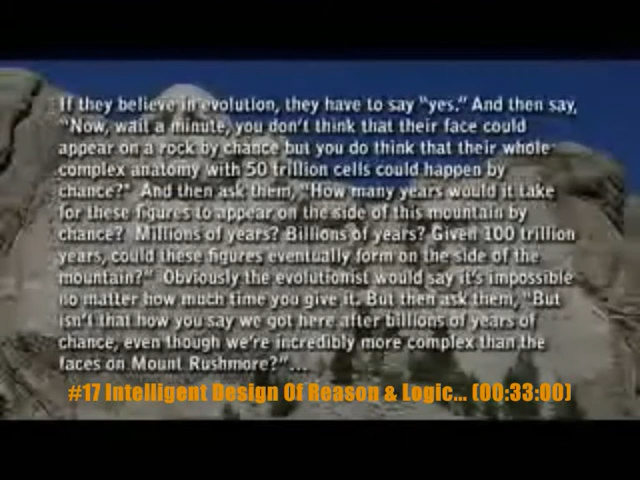 If they believe in evolution, they have to say "yes." And then say,
"Now, wait a minute, you don't think that their face could
appear on a rock by chance but you do think that their whole
complex anatomy with 50 trillion cells could happen by
chance?" And then ask them, "How many years would it take
for these figures to appear on the side of this mountain by
chance? Millions of years? Billions of years? Given 100 trillion
years, could these figures eventually form on the side of the
mountain?" Obviously the evolutionist would say it's impossible
no matter how much time you give it. But then ask them, "But
isn't that how you say we got here after billions of years of
chance, even though we're incredibly more complex than the
faces on Mount Rushmore?"...
#17 Intelligent Design Of Reason & Logic... (00:33:00)